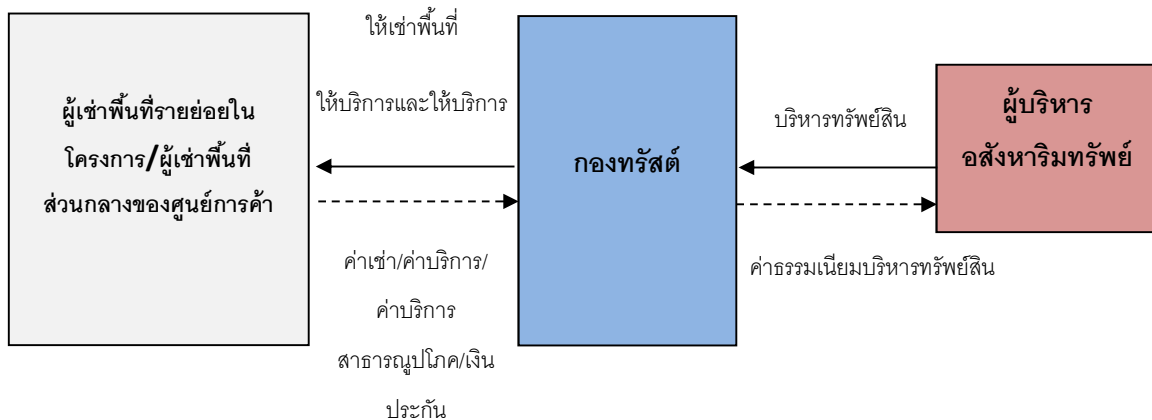 ผู้เช่าพื้นที่รายย่อยใน
โครงการ/ผู้เช่าพื้นที่
ส่วนกลางของศูนย์การค้า
ให้เช่าพื้นที่
ให้บริการและให้บริการ
ค่าเช่า/ค่าบริการ/
ค่าบริการ
สาธารณูปโภค/เงิน
ประกัน
กองทรัสต์
บริหารทรัพย์สิน
ค่าธรรมเนียมบริหารทรัพย์สิน
ผู้บริหาร
อสังหาริมทรัพย์